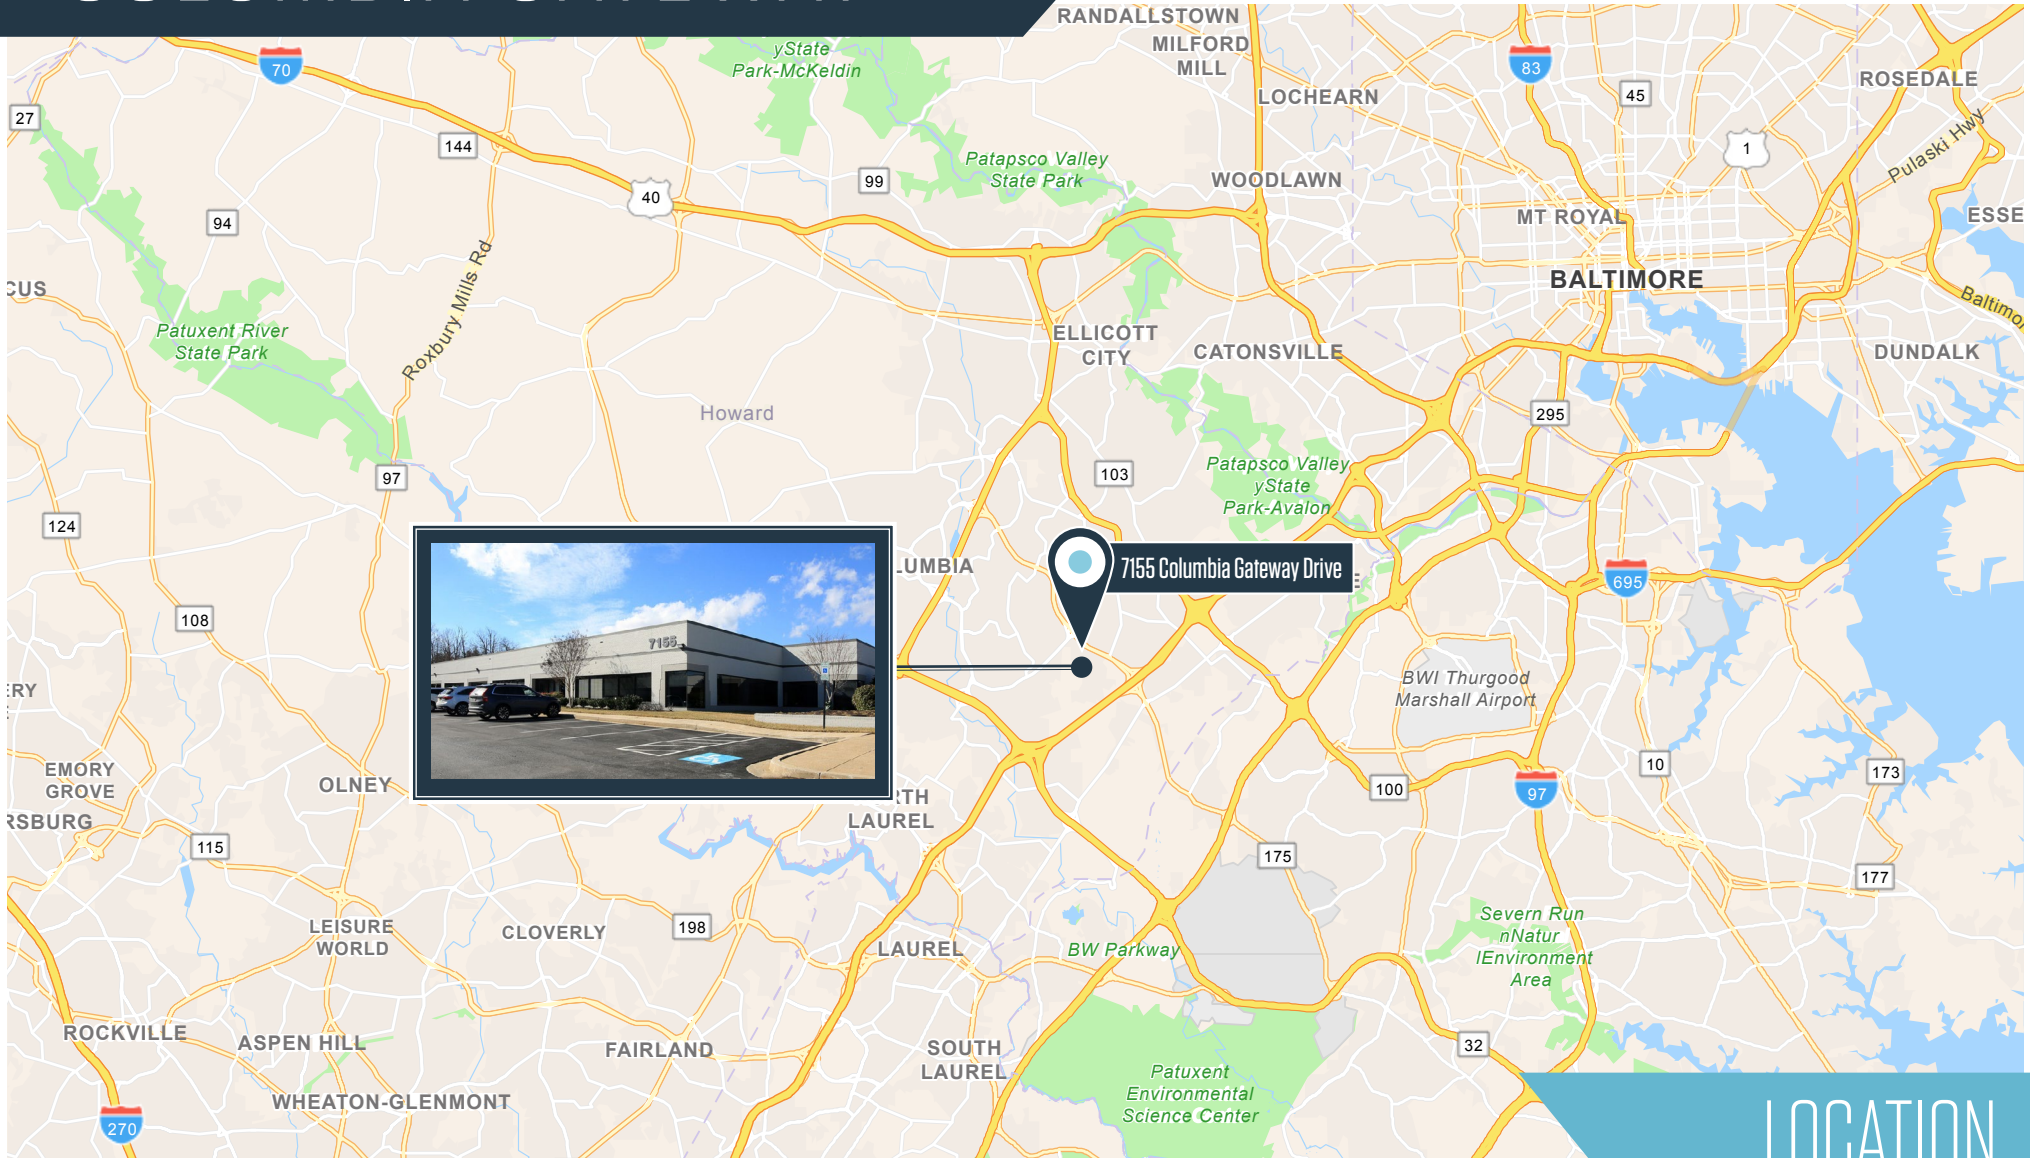 COLUMBIA GATEWAY
RANDALLSTOWN
MILFORD
MILL
yState
Park-McKeldin
70
83
45
ROSEDALE
LOCHEARN
27
144
99
Patapsco Valley
State Park
1
Pulaski Hwy
WOODLAWN
40
94
MT ROYAL
ESSE
BALTIMORE
CUS
Baltimor
Roxbury Mills Rd
Patuxent River
State Park
ELLICOTT
CITY
CATONSVILLE
DUNDALK
Howard
295
97
103
Patapsco Valley
yState
Park-Avalon
124
LUMBIA
7155 Columbia Gateway Drive
E
695
108
7155
ERY
E
BWI Thurgood
Marshall Airport
EMORY
GROVE
OLNEY
10
173
100
97
RSBURG
RTH
LAUREL
115
175
177
LEISURE
WORLD
CLOVERLY
198
LAUREL
BW Parkway
Severn Run
nNatur
lEnvironment
Area
ROCKVILLE
ASPEN HILL
FAIRLAND
SOUTH
LAUREL
32
Patuxent
Environmental
Science Center
WHEATON-GLENMONT
270
LOCATION